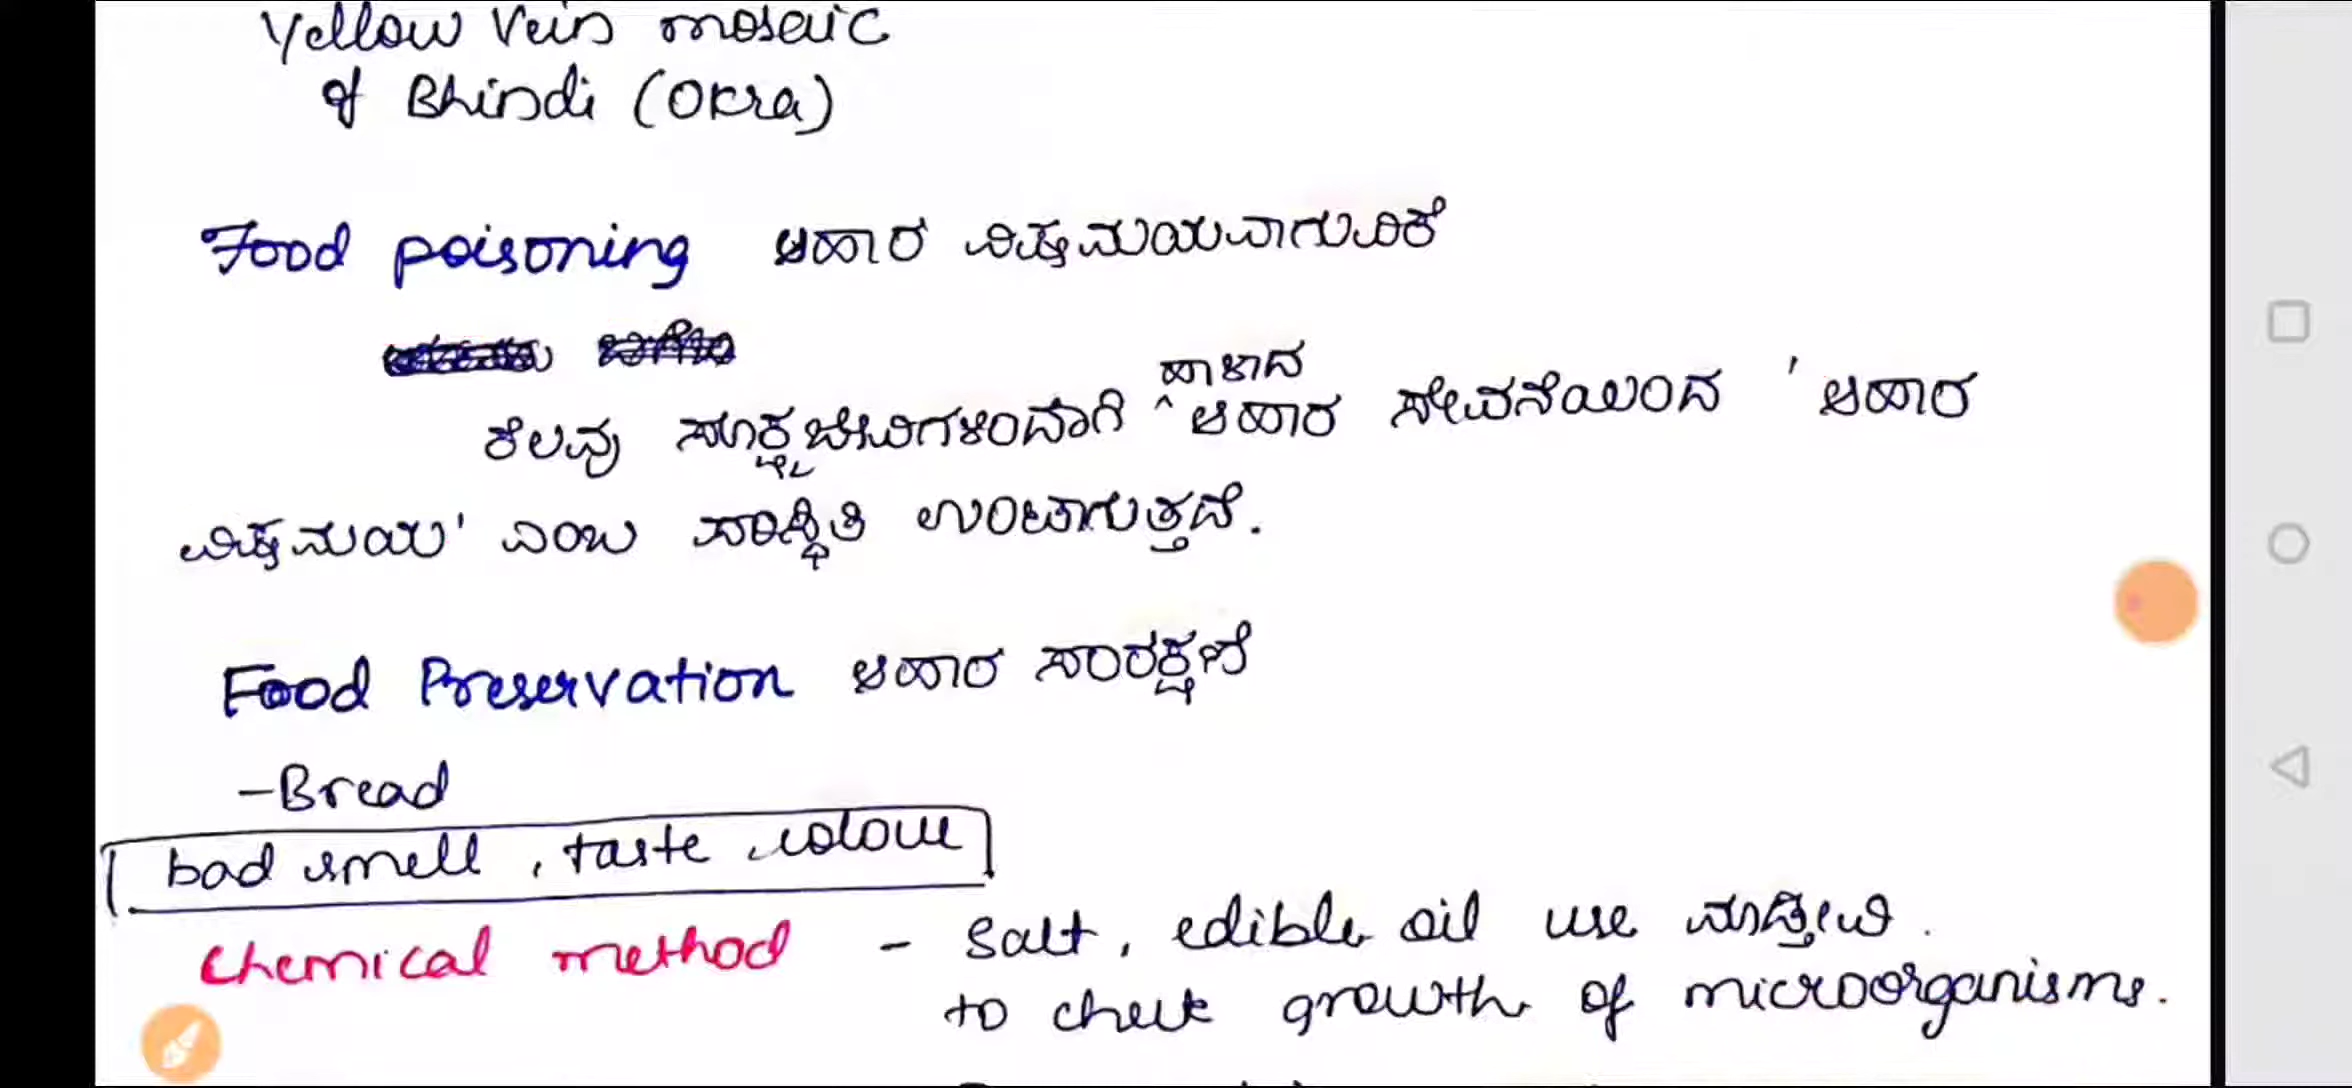 Yellow Vein mosaic
of Bhindi (Okra)
Food poisoning ಆಹಾರ ವಿಷಮಯವಾಗುವಿಕೆ
ಹಾಳಾದ
ಕೆಲವು ಸೂಕ್ಷ್ಮಜೀವಿಗಳಿಂದಾಗಿ ^ ಆಹಾರ ಸೇವನೆಯಿಂದ ' ಆಹಾರ
ವಿಷಮಯ' ಎಂಬ ಪರಿಸ್ಥಿತಿ ಉಂಟಾಗುತ್ತದೆ.
Food Preservation ಆಹಾರ ಸಂರಕ್ಷಣೆ
-Bread
bad smell, taste, colour
Chemical method - Salt, edible oil use ಮಾಡ್ತೀವಿ.
to check growth of microorganisms.